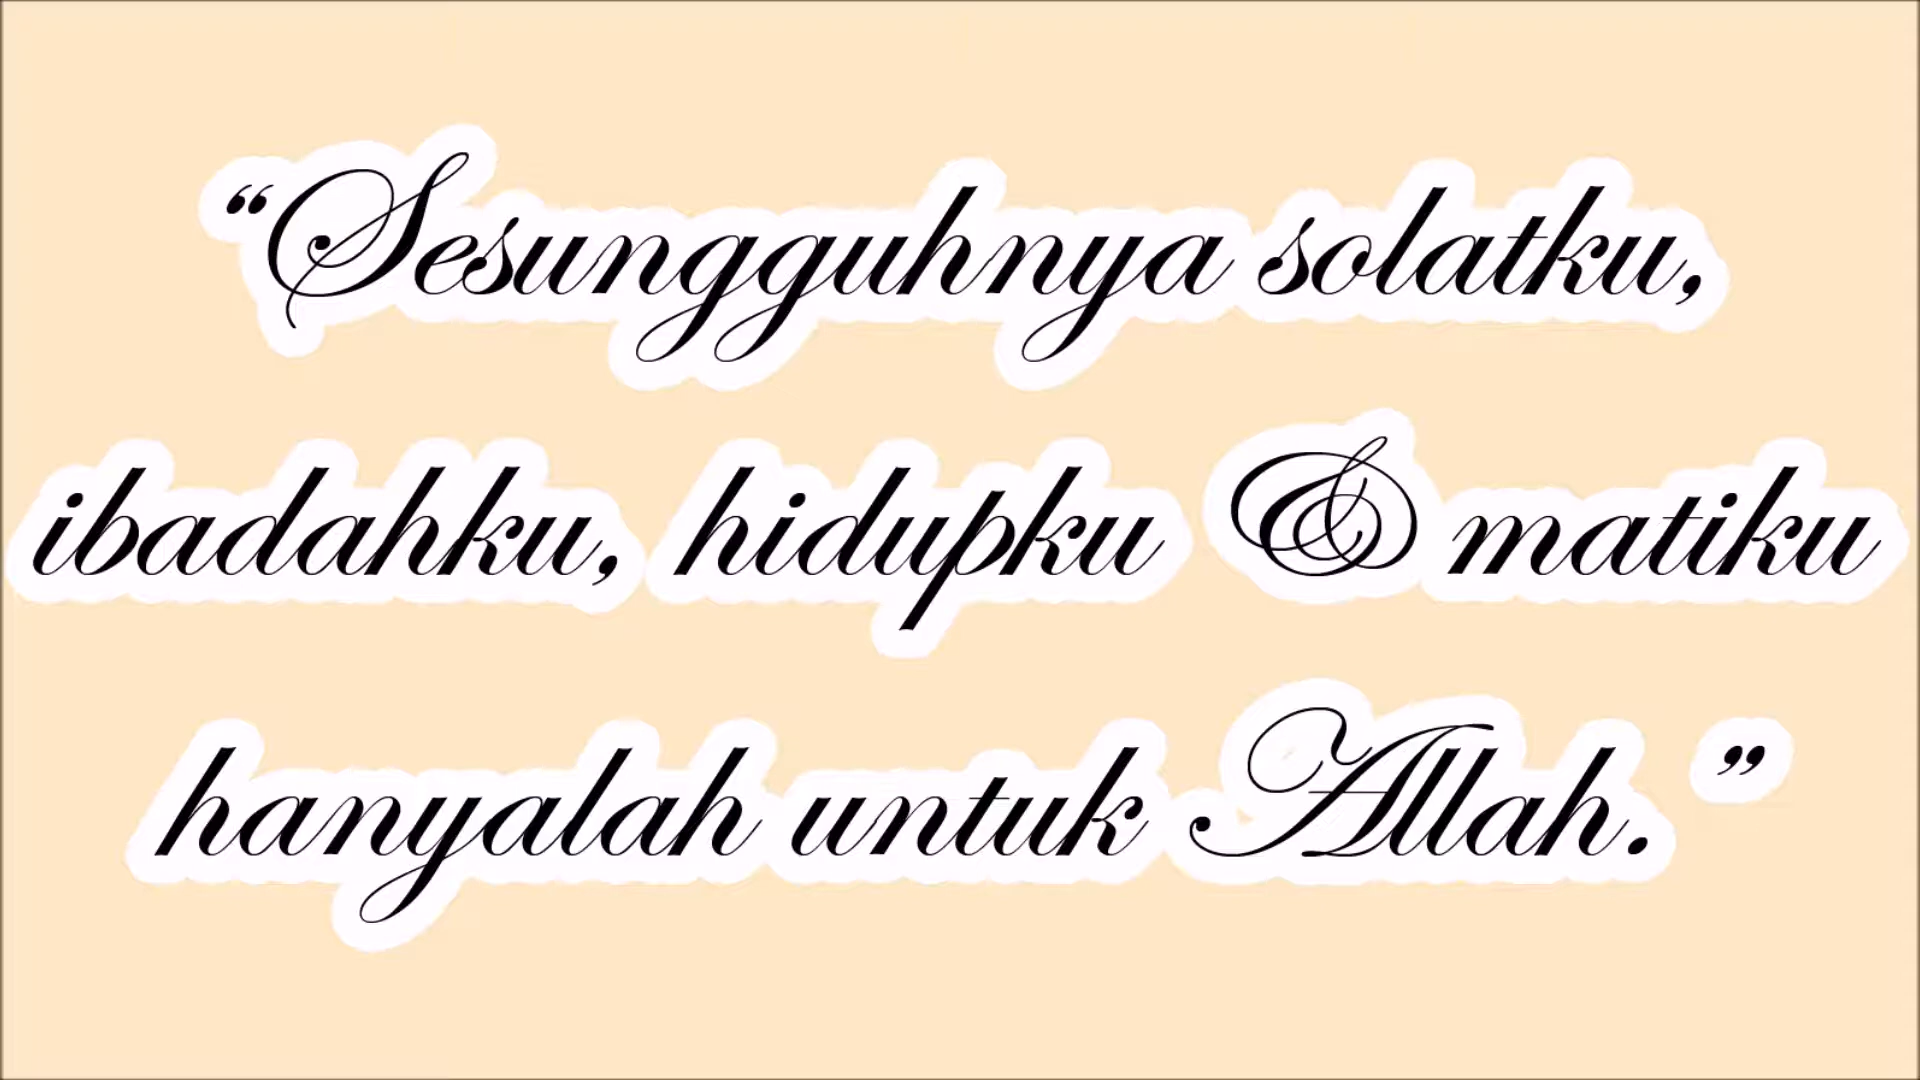 “Sesungguhnya solatku,
ibadahku, hidupku & matiku
hanyalah untuk Allah. ”